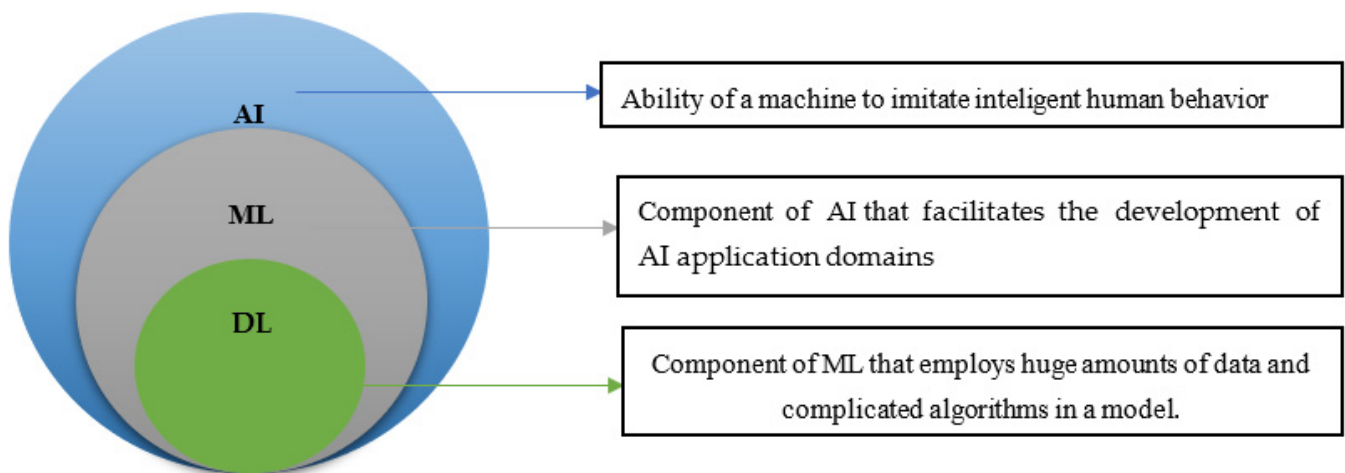 AI
Ability of a machine to imitate inteligent human behavior
ML
Component of AI that facilitates the development of
AI application domains
DL
Component of ML that employs huge amounts of data and
complicated algorithms in a model.